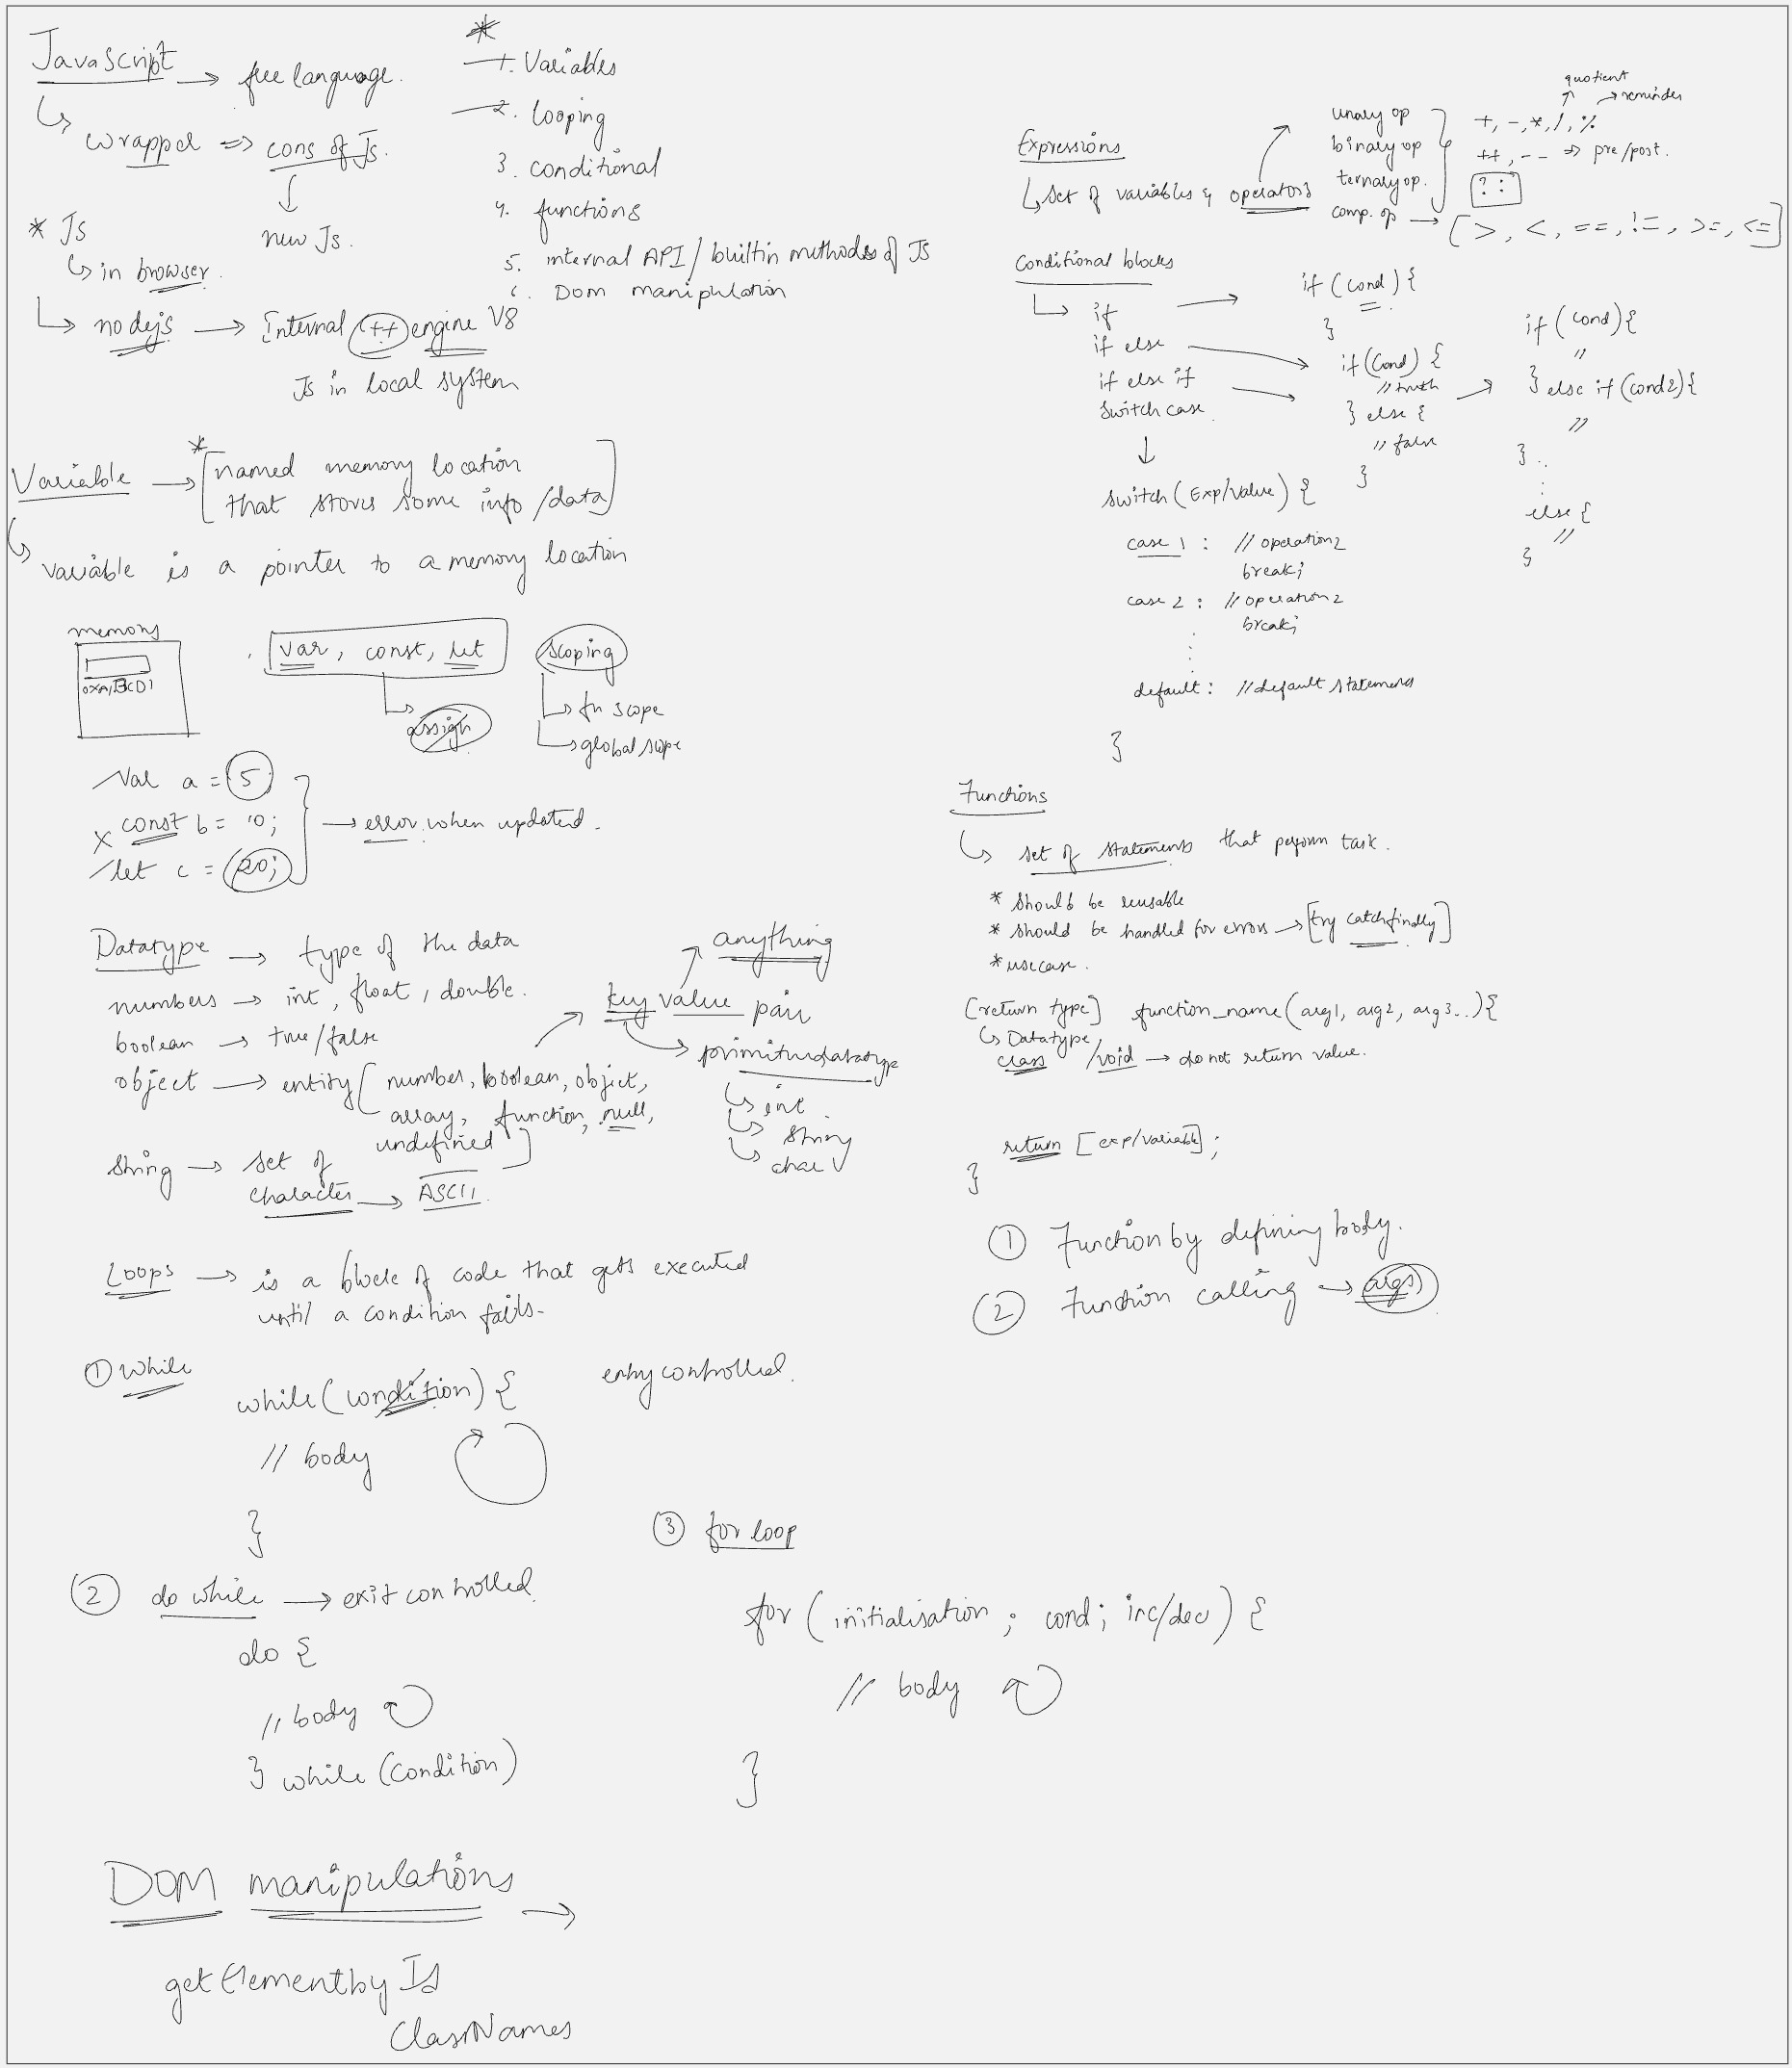 JavaScript → free language.
wrapped => cons of Js.
new Js.
* Js
in browser.
nodejs → Internal C++ engine V8
Js in local system
*
1. Variables
2. looping
3. conditional
4. functions
5. internal API / builtin methods of JS
6. DOM manipulation
Variable → * [named memory location
that stores some info /data]
variable is a pointer to a memory location
memory
0XA1BCD1
var, const, let
assign
scoping
fn scope
global scope
var a = 5
x const b = 10;
let c = 20;
→ error when updated.
Datatype → type of the data
numbers → int, float, double.
boolean → true/false
object → entity [number, boolean, object,
array, function, null,
undefined]
key value pair
anything
primitive datatype
int
string
char
string → set of
character → ASCII
Loops → is a block of code that gets executed
until a condition fails.
① while
entry controlled.
while (condition) {
// body
}
② do while → exit controlled.
do {
// body
} while (condition)
③ for loop
for (initialisation ; cond; inc/dec) {
// body
}
DOM manipulations →
getElementby Id
ClassNames
Expressions
set of variables & operators
unary op
binary op
ternary op.
comp. op → [>, <, ==, !=, >=, <=]
quotient
reminder
+, -, *, /, %
++, -- => pre/post.
? :
Conditional blocks
if
if else
if else if
switch case
if (cond) {
}
if (cond) {
// truth
} else {
// false
}
if (cond) {
//
} else if (cond2) {
//
} ..
else {
//
}
switch (Exp/value) {
case 1 : // operation2
break;
case 2 : // operation2
break;
default : // default statements
}
Functions
set of statements that perform task.
* should be reusable
* should be handled for errors → [try catch finally]
* usecase.
[return type] function_name (arg1, arg2, arg3..) {
Datatype,
class /void → do not return value.
return [exp/variable];
}
① Function by defining body.
② Function calling → args